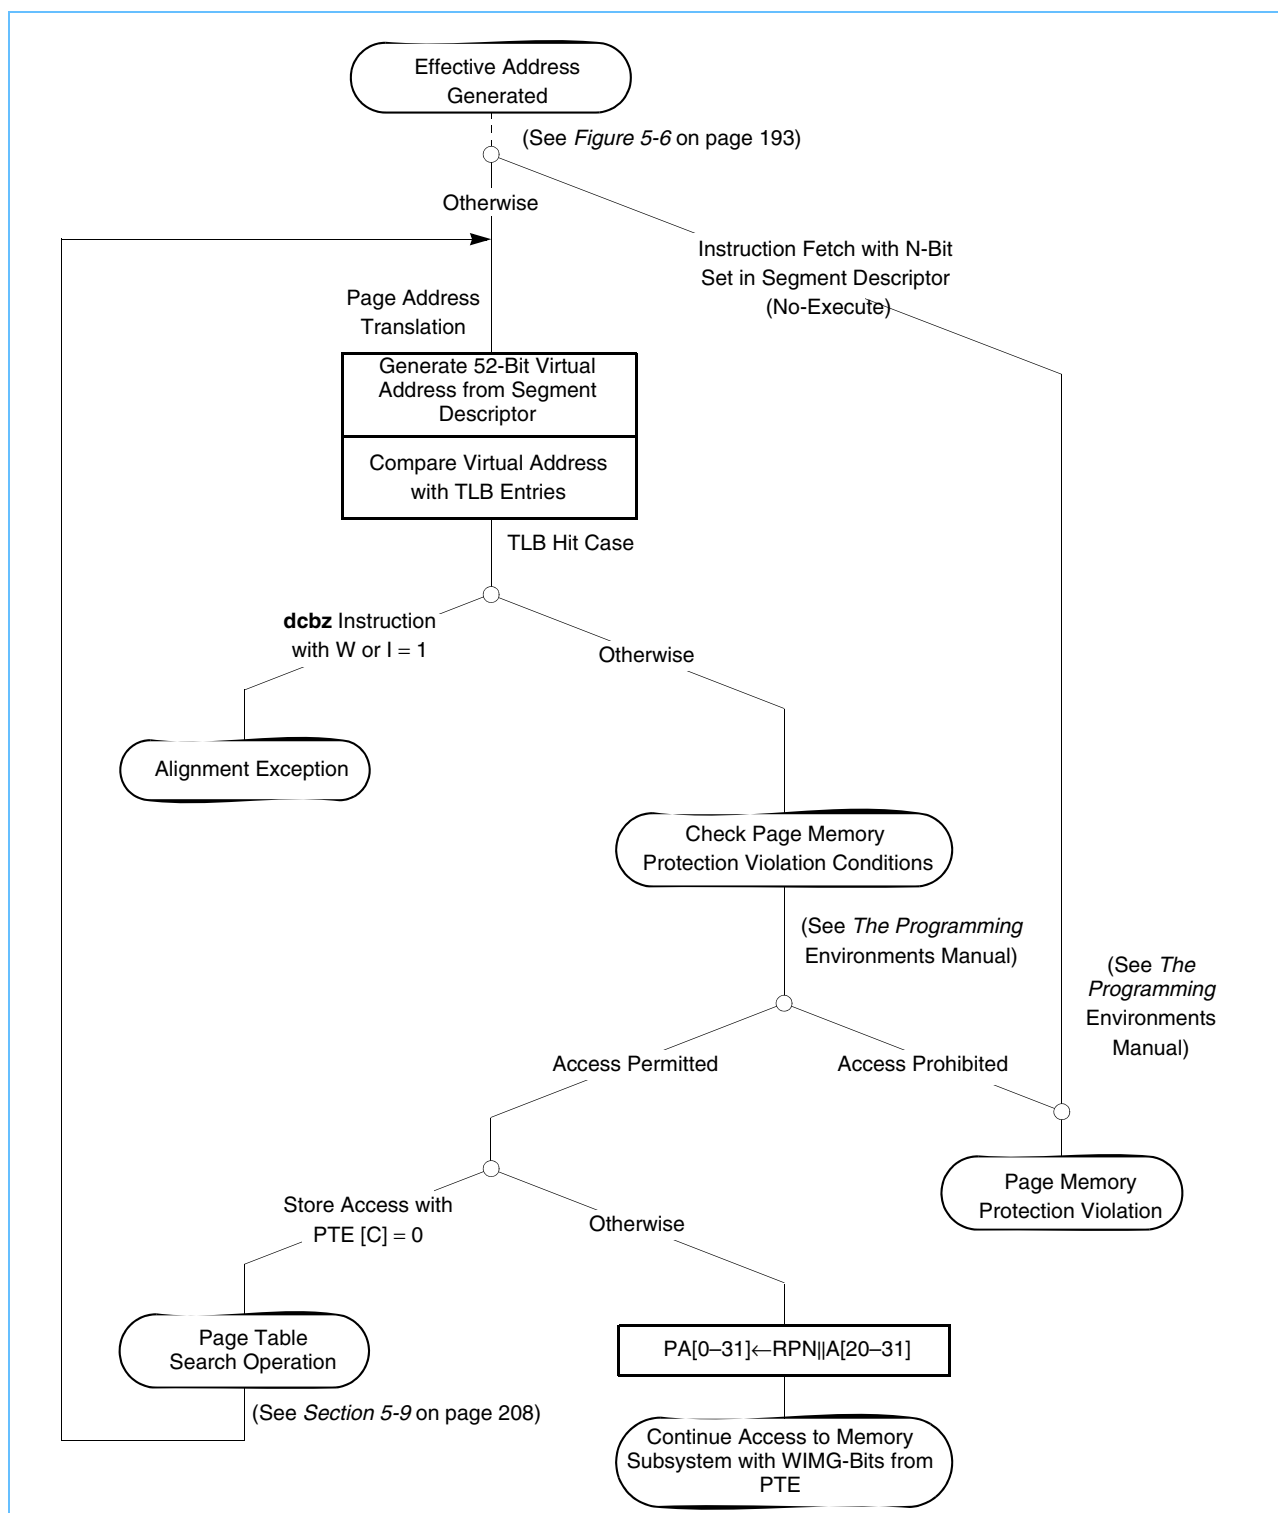 Effective Address
Generated
(See Figure 5-6 on page 193)
Otherwise
Instruction Fetch with N-Bit
Set in Segment Descriptor
(No-Execute)
Page Address
Translation
Generate 52-Bit Virtual
Address from Segment
Descriptor
Compare Virtual Address
with TLB Entries
TLB Hit Case
dcbz Instruction
with W or I = 1
Otherwise
Alignment Exception
Check Page Memory
Protection Violation Conditions
(See The Programming
Environments Manual)
(See The
Programming
Environments
Manual)
Access Permitted
Access Prohibited
Page Memory
Protection Violation
Store Access with
PTE [C] = 0
Otherwise
Page Table
Search Operation
(See Section 5-9 on page 208)
PA[0–31]←RPN||A[20–31]
Continue Access to Memory
Subsystem with WIMG-Bits from
PTE